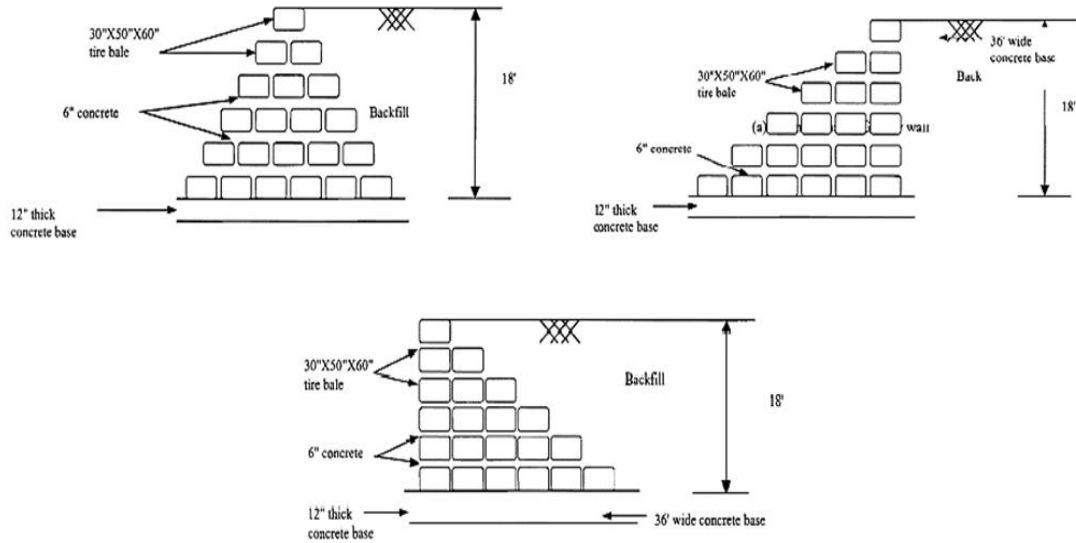 30"X50"X60"
tire bale
6" concrete
Backfill
18'
12" thick
concrete base
30"X50"X60"
tire bale
36' wide
concrete base
Back
18'
(a)
wall
6" concrete
12" thick
concrete base
30"X50"X60"
tire bale
Backfill
18'
6" concrete
12" thick
concrete base
36' wide concrete base